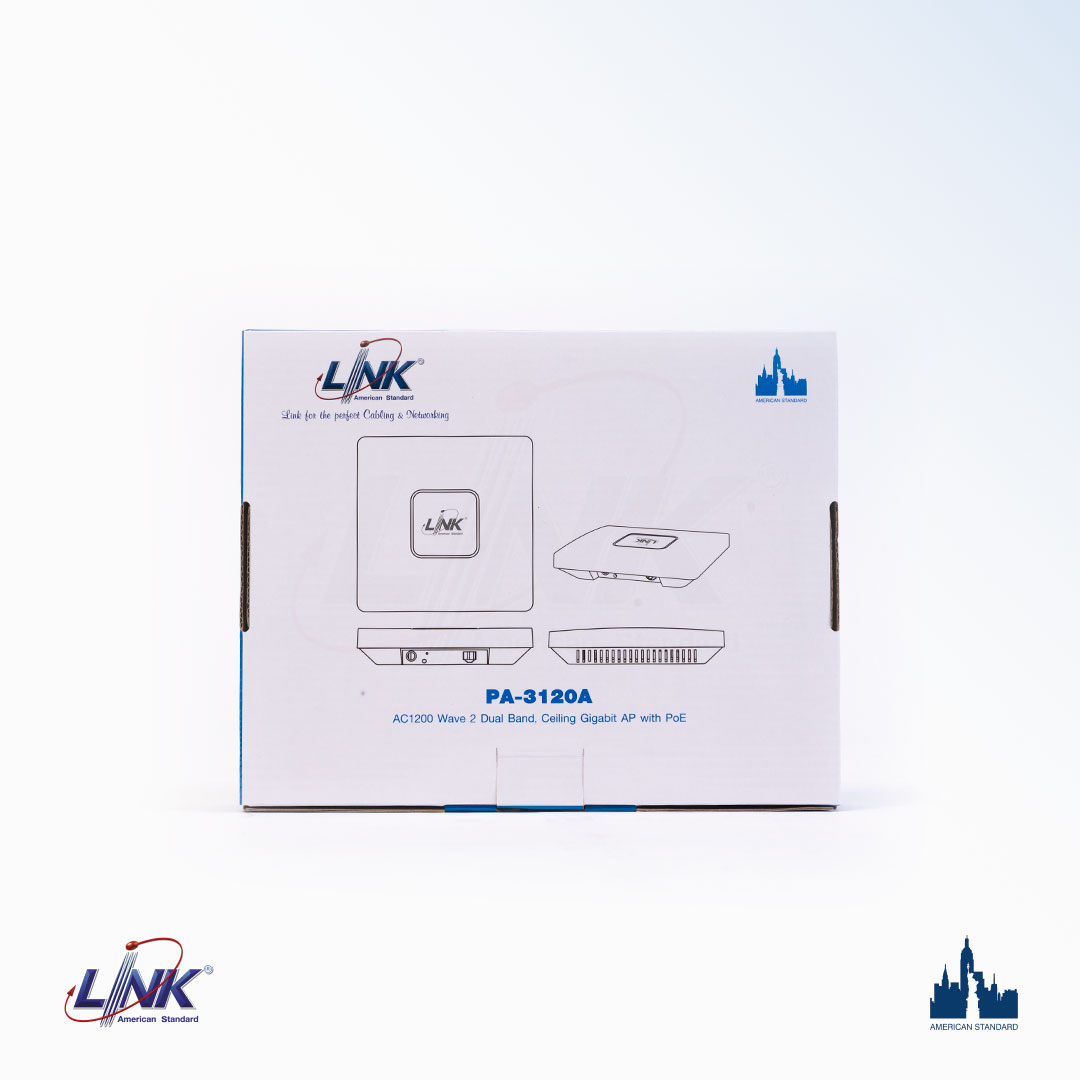 LINK®
American Standard
Link for the perfect Cabling & Networking
AMERICAN STANDARD
LINK®
American Standard
LINK
PA-3120A
AC1200 Wave 2 Dual Band, Ceiling Gigabit AP with PoE
LINK®
American Standard
AMERICAN STANDARD